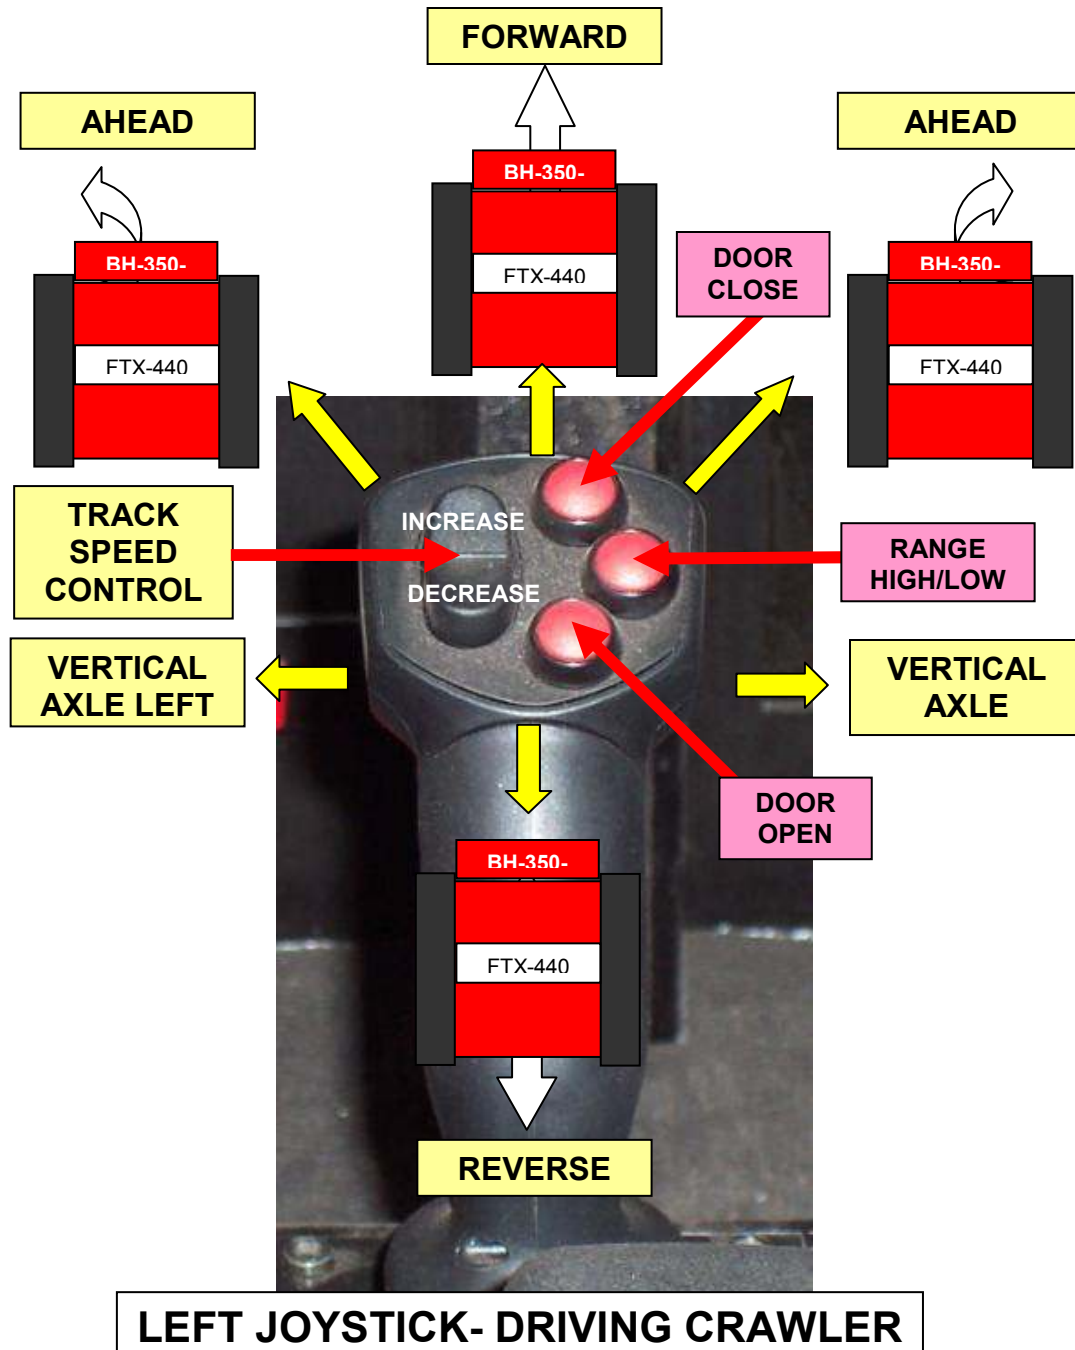 FORWARD
AHEAD
AHEAD
BH-350-
FTX-440
BH-350-
FTX-440
BH-350-
FTX-440
DOOR
CLOSE
TRACK
SPEED
CONTROL
INCREASE
DECREASE
RANGE
HIGH/LOW
VERTICAL
AXLE LEFT
VERTICAL
AXLE
DOOR
OPEN
BH-350-
FTX-440
REVERSE
LEFT JOYSTICK- DRIVING CRAWLER